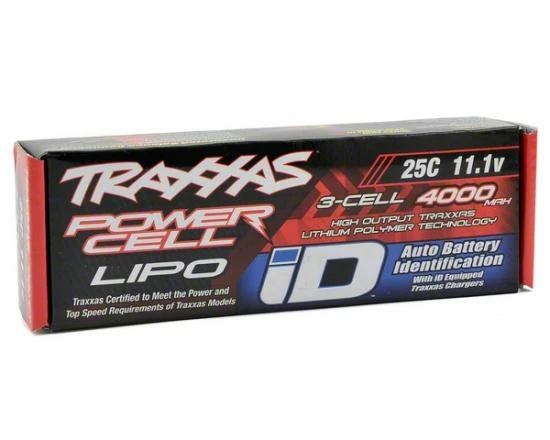 TRAXXAS
POWER
CELL
LIPO
Traxxas Certified to Meet the Power and
Top Speed Requirements of Traxxas Models
25C 11.1v
3-CELL 4000 MAH
HIGH OUTPUT TRAXXAS
LITHIUM POLYMER TECHNOLOGY
iD
Auto Battery
Identification
With iD Equipped
Traxxas Chargers